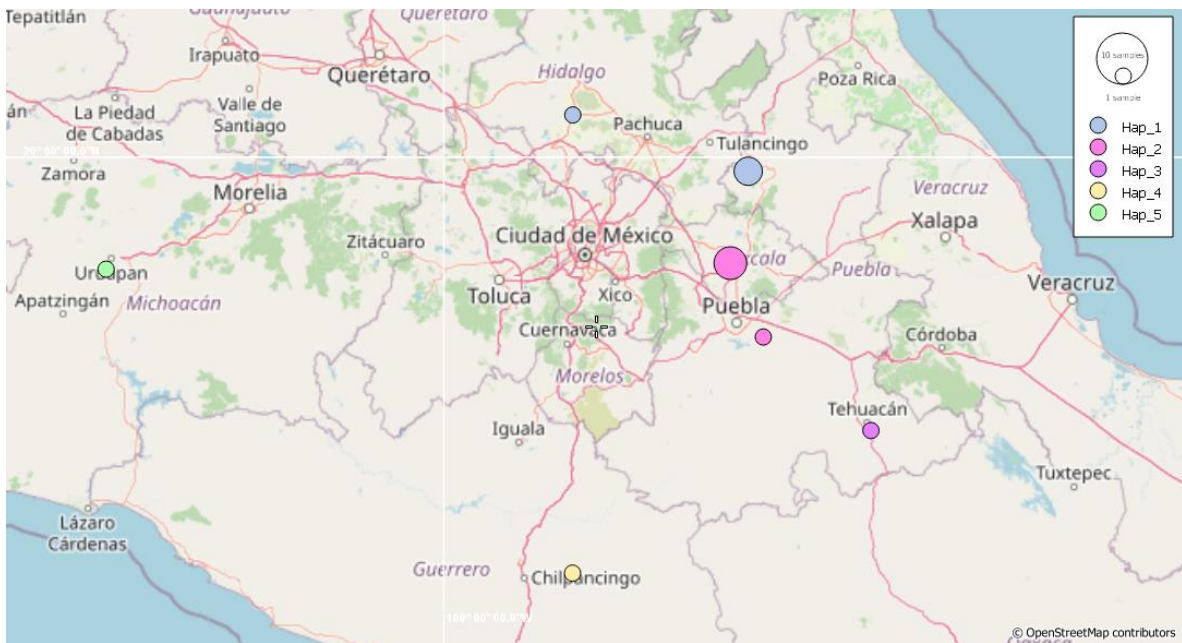 Tepatitlán
Guanajuato
Querétaro
Irapuato
Querétaro
Hidalgo
Poza Rica
La Piedad
de Cabadas
Valle de
Santiago
Pachuca
Tulancingo
Zamora
Morelia
Veracruz
Xalapa
Zitácuaro
Ciudad de México
Uruapan
Apatzingán
Michoacán
Toluca
Xico
Puebla
Puebla
Veracruz
Cuernavaca
Córdoba
Morelos
Iguala
Tehuacán
Tuxtepec
Lázaro
Cárdenas
Guerrero
Chilpancingo
10 samples
1 sample
Hap_1
Hap_2
Hap_3
Hap_4
Hap_5
© OpenStreetMap contributors